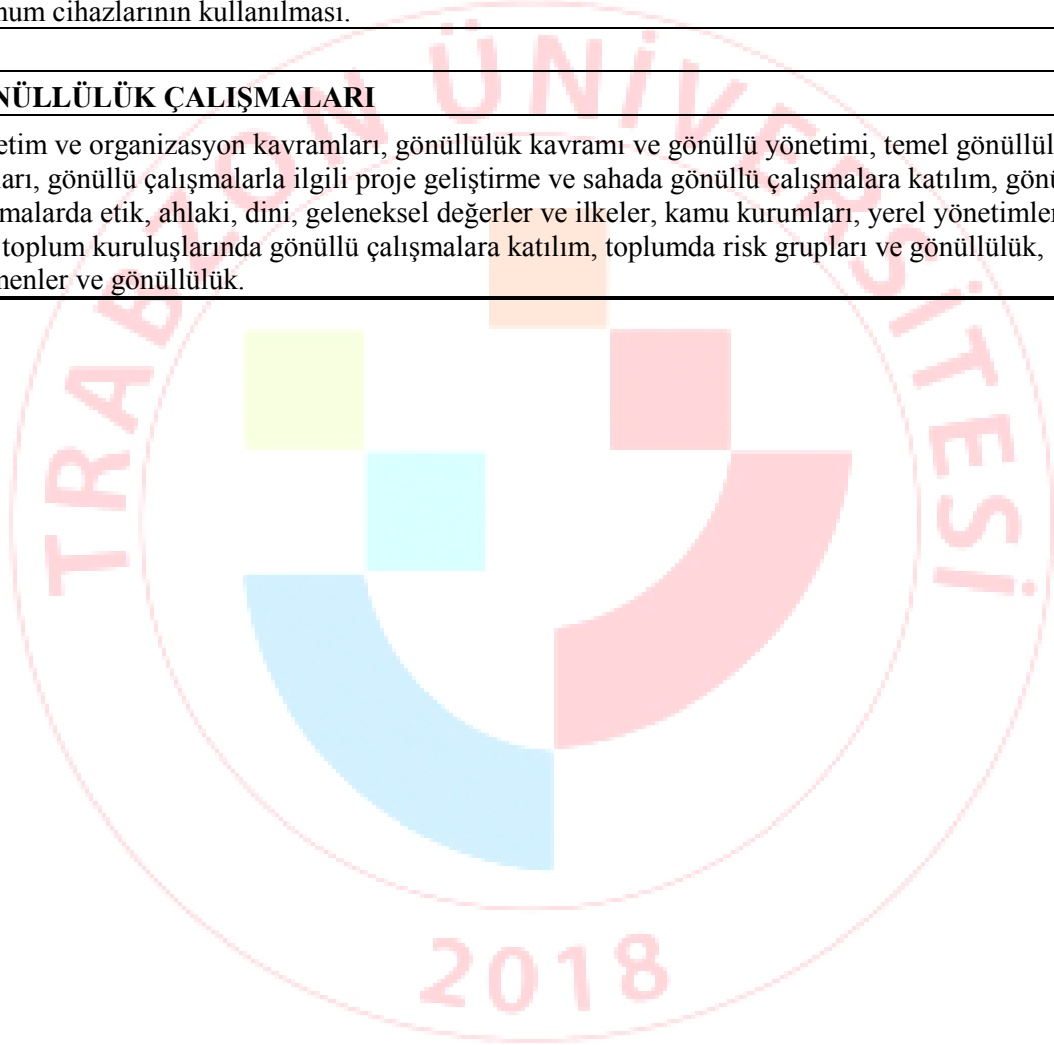 num cihazlarının kullanılması.
NÜLLÜLÜK ÇALIŞMALARI
etim ve organizasyon kavramları, gönüllülük kavramı ve gönüllü yönetimi, temel gönüllül
ları, gönüllü çalışmalarla ilgili proje geliştirme ve sahada gönüllü çalışmalara katılım, gönü
malarda etik, ahlaki, dini, geleneksel değerler ve ilkeler, kamu kurumları, yerel yönetimler
toplum kuruluşlarında gönüllü çalışmalara katılım, toplumda risk grupları ve gönüllülük,
menler ve gönüllülük.
TRABZON ÜNİVERSİTESİ
2018